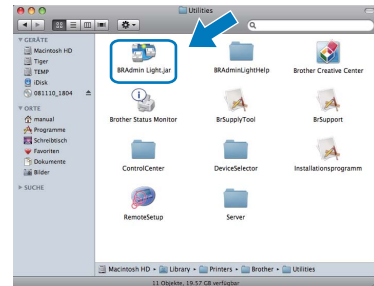 Utilities
GERÄTE
Macintosh HD
Tiger
TEMP
iDisk
081110_1804
ORTE
manual
Programme
Schreibtisch
Favoriten
Dokumente
Bilder
SUCHE
BRAdmin Light.jar
BRAdminLightHelp
Brother Creative Center
Brother Status Monitor
BrSupplyTool
BrSupport
ControlCenter
DeviceSelector
Installationsprogramm
RemoteSetup
Server
Macintosh HD ▸ Library ▸ Printers ▸ Brother ▸ Utilities
11 Objekte, 19,57 GB verfügbar